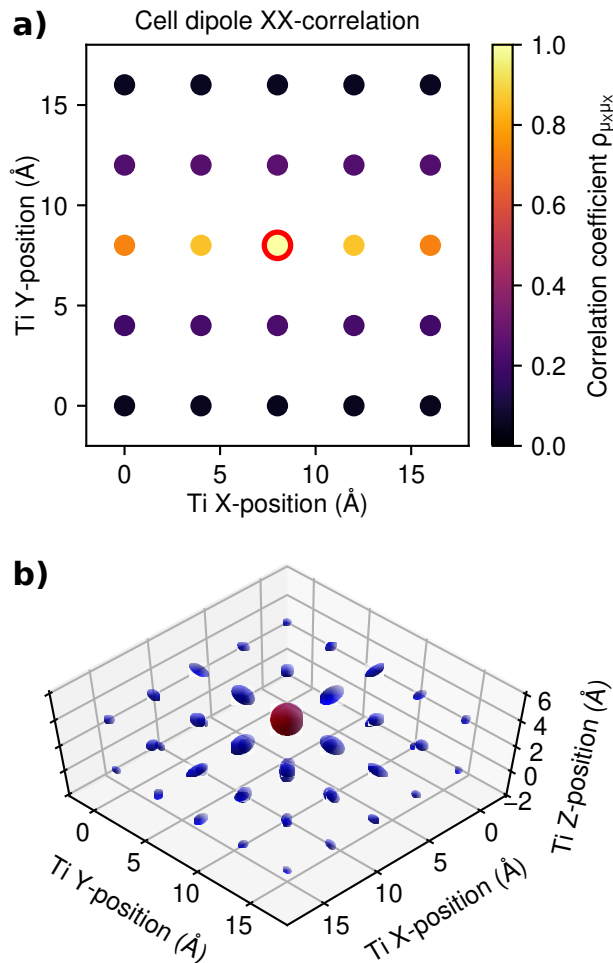 a)
Cell dipole XX-correlation
15
10
5
0
Ti Y-position (Å)
0 5 10 15
Ti X-position (Å)
1.0
0.8
0.6
0.4
0.2
0.0
Correlation coefficient ρμxμx
b)
6
4
2
0
−2
Ti Z-position (Å)
0
5
10
15
Ti Y-position (Å)
0
5
10
15
Ti X-position (Å)